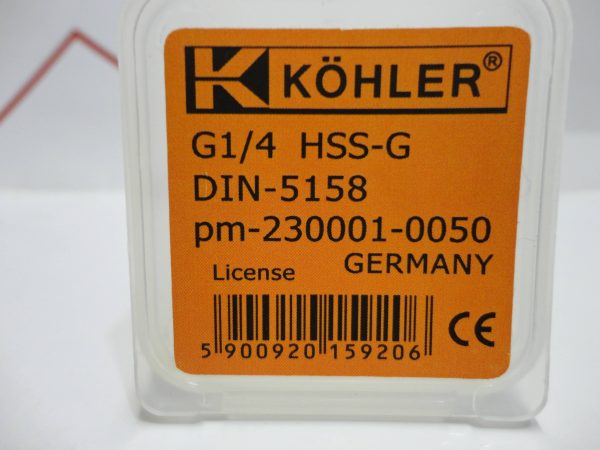 K KÖHLER®
G1/4 HSS-G
DIN-5158
pm-230001-0050
License GERMANY
5 900920 159206 CE